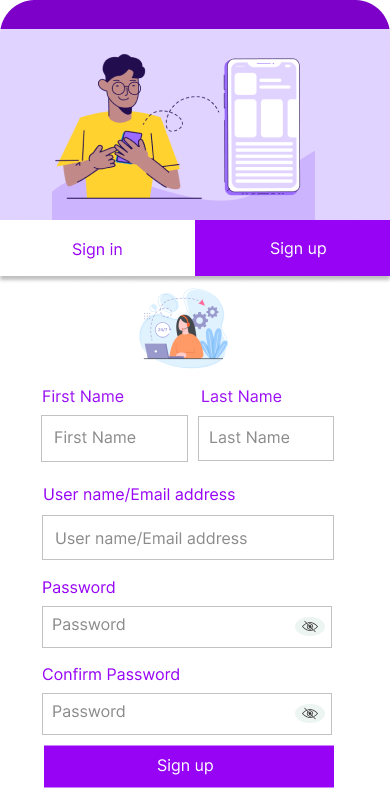 Sign in
Sign up
24/7
First Name
Last Name
First Name
Last Name
User name/Email address
User name/Email address
Password
Password
Confirm Password
Password
Sign up